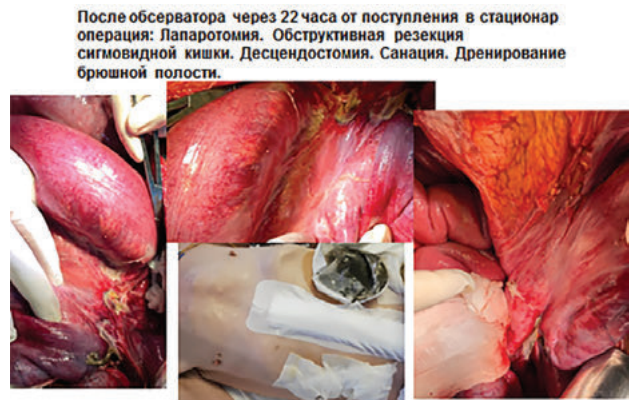 После обсерватора через 22 часа от поступления в стационар
операция: Лапаротомия. Обструктивная резекция
сигмовидной кишки. Десцендостомия. Санация. Дренирование
брюшной полости.